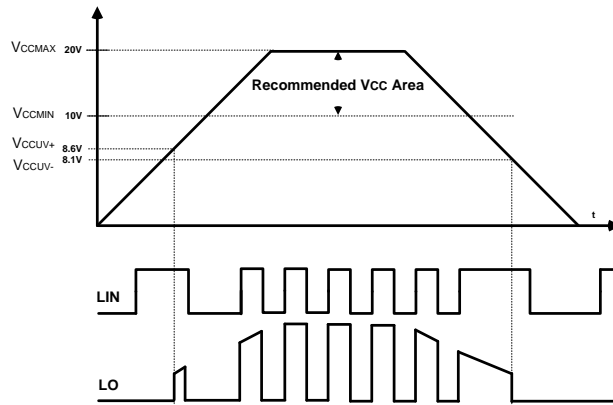 VCCMAX 20V
Recommended VCC Area
VCCMIN 10V
VCCUV+ 8.6V
VCCUV- 8.1V
t
LIN
LO